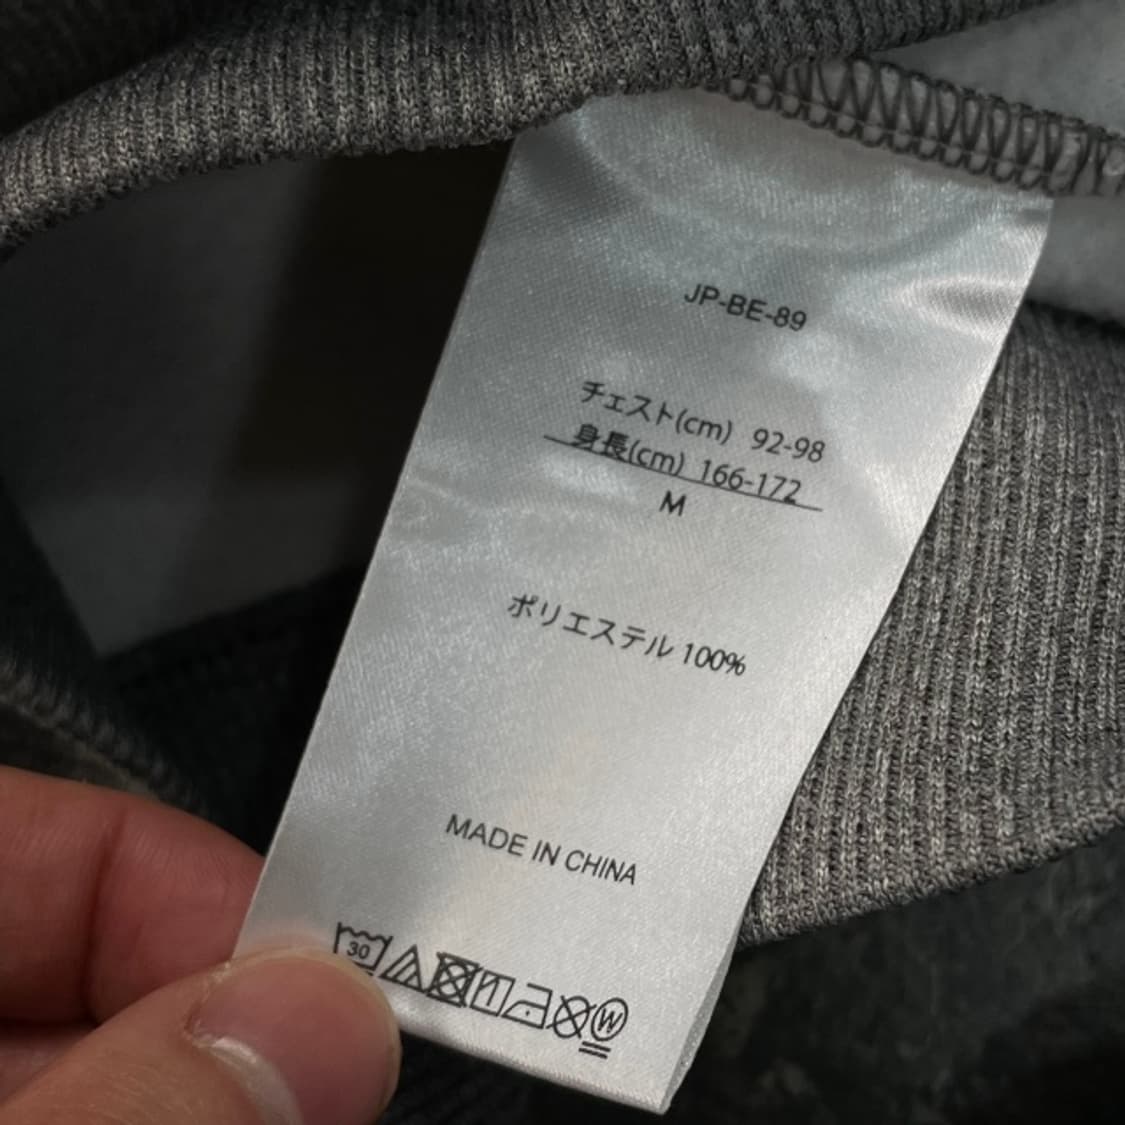 JP-BE-89
チェスト(cm) 92-98
身長(cm) 166-172
M
ポリエステル 100%
MADE IN CHINA
30
W